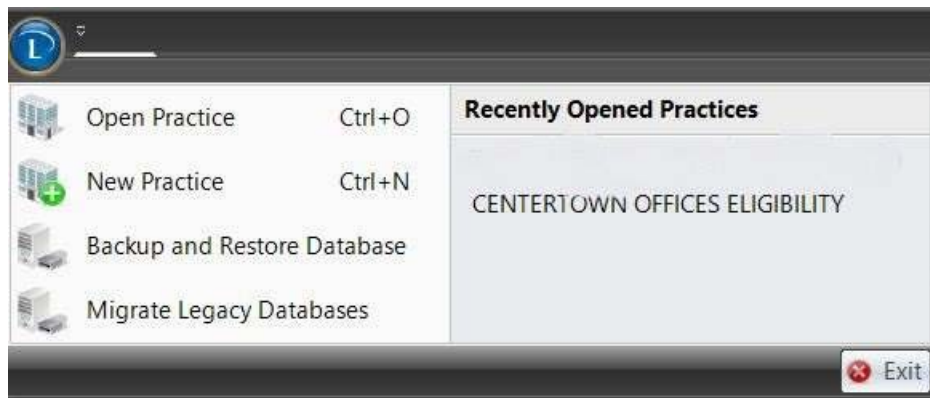 L
Open Practice Ctrl+O
New Practice Ctrl+N
Backup and Restore Database
Migrate Legacy Databases
Recently Opened Practices
CENTERTOWN OFFICES ELIGIBILITY
Exit